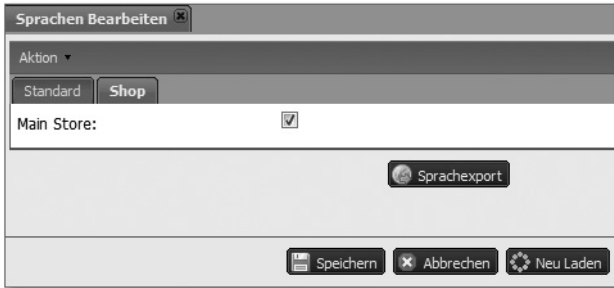 Sprachen Bearbeiten
Aktion
Standard Shop
Main Store:
Sprachexport
Speichern Abbrechen Neu Laden